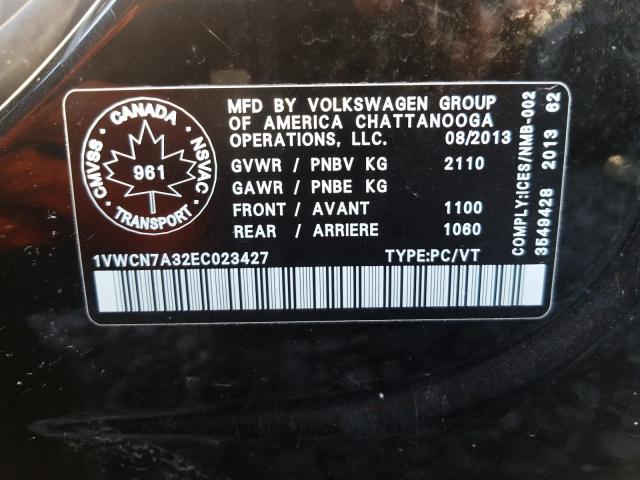 CMVSS CANADA NSVAC
961
TRANSPORT
MFD BY VOLKSWAGEN GROUP
OF AMERICA CHATTANOOGA
OPERATIONS, LLC. 08/2013
GVWR / PNBV KG 2110
GAWR / PNBE KG
FRONT / AVANT 1100
REAR / ARRIERE 1060
1VWCN7A32EC023427 TYPE:PC/VT
COMPLY:ICES/NMB-002
3549428 2013 62